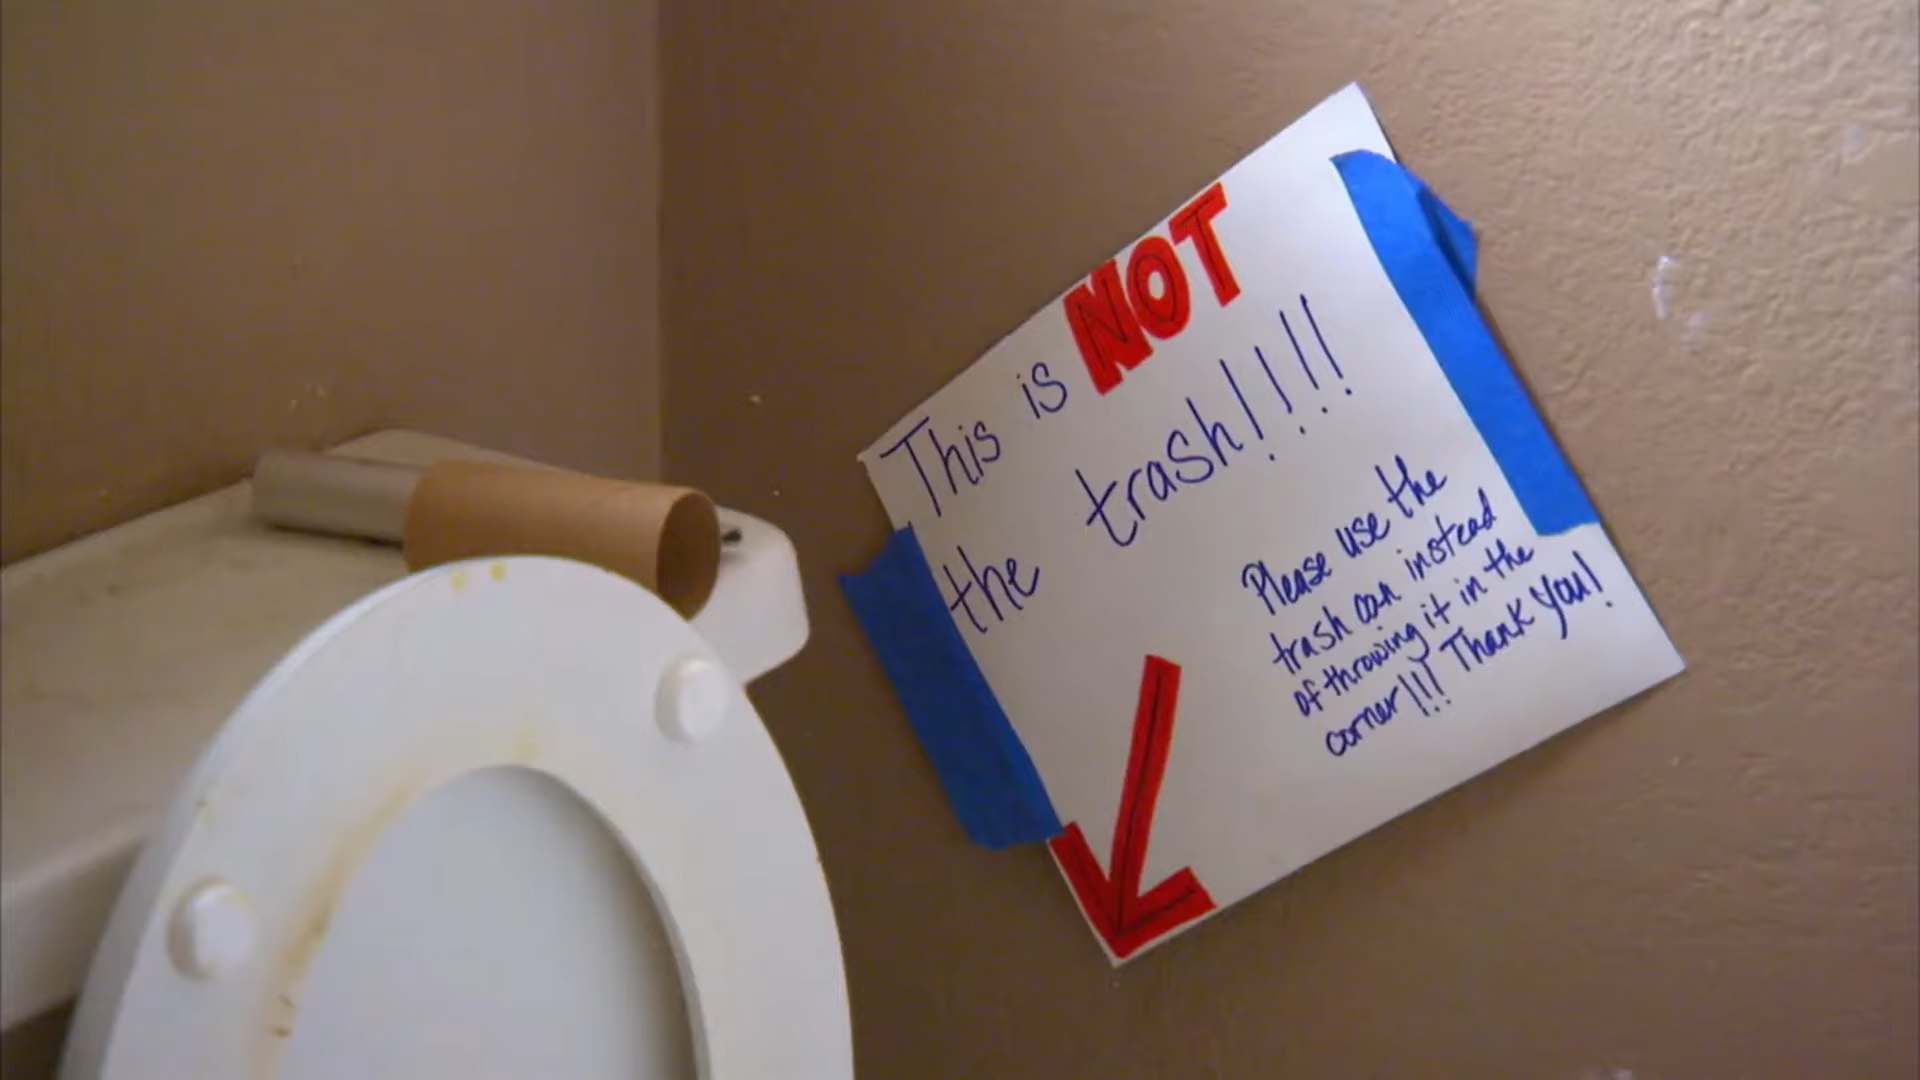 This is NOT
the trash!!!!
Please use the
trash can instead
of throwing it in the
corner!!! Thank You!